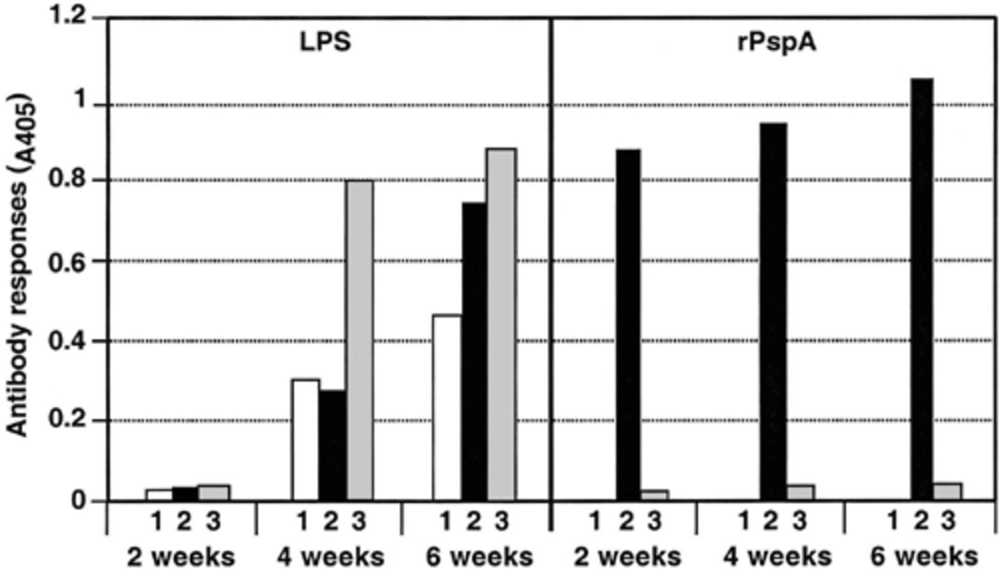 Antibody responses (A405)
1.2
1
0.8
0.6
0.4
0.2
0
LPS
rPspA
1 2 3
1 2 3
1 2 3
1 2 3
1 2 3
1 2 3
2 weeks
4 weeks
6 weeks
2 weeks
4 weeks
6 weeks